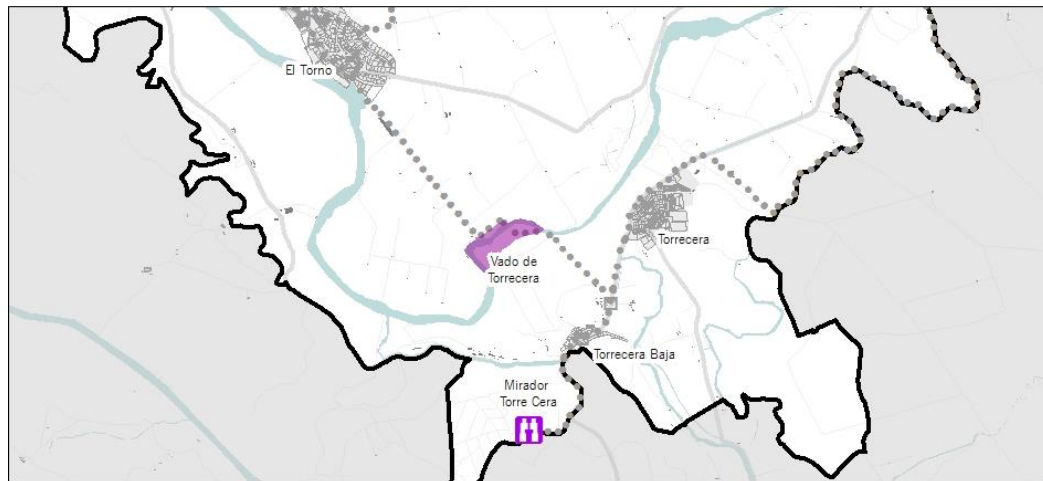 El Torno
Torrecera
Vado de
Torrecera
Torrecera Baja
Mirador
Torre Cera